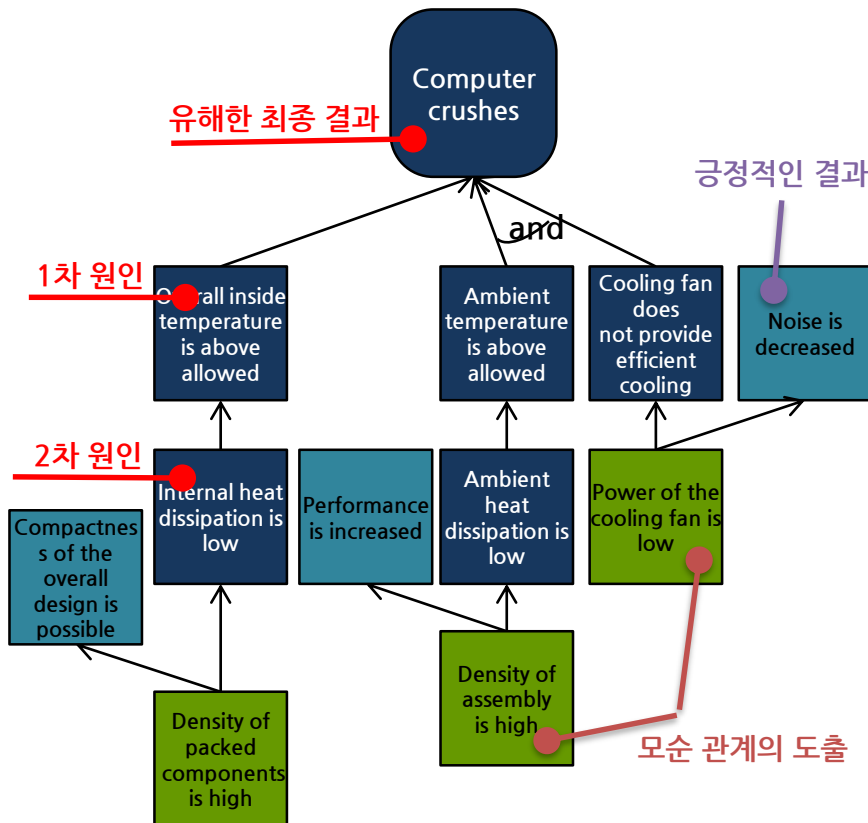 Computer
crushes
유해한 최종 결과
긍정적인 결과
and
1차 원인
Overall inside
temperature
is above
allowed
Ambient
temperature
is above
allowed
Cooling fan
does
not provide
efficient
cooling
Noise is
decreased
2차 원인
Internal heat
dissipation is
low
Performance
is increased
Ambient
heat
dissipation is
low
Power of the
cooling fan is
low
Compactnes
s of the
overall
design is
possible
Density of
packed
components
is high
Density of
assembly
is high
모순 관계의 도출